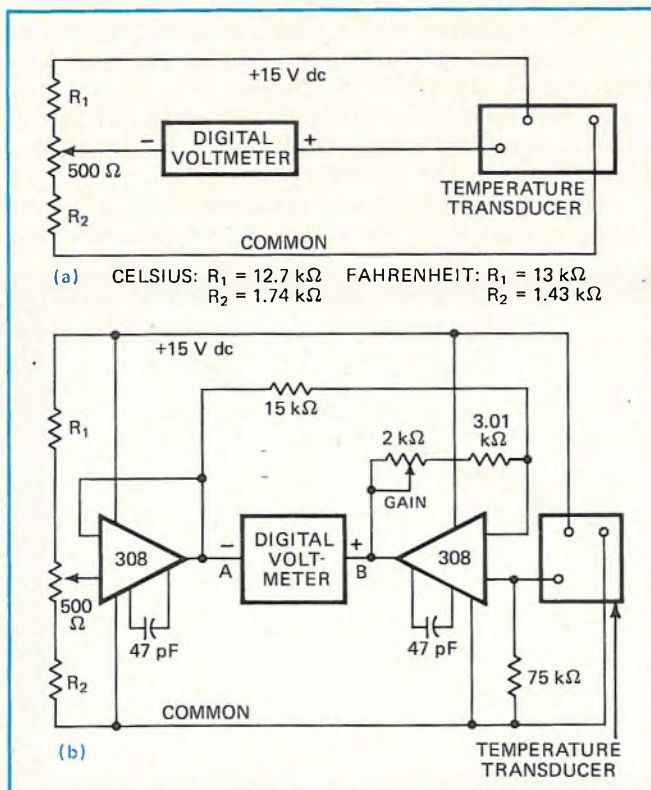 +15 V dc
R1
500 Ω
R2
−
DIGITAL
VOLTMETER
+
TEMPERATURE
TRANSDUCER
COMMON
(a) CELSIUS: R1 = 12.7 kΩ FAHRENHEIT: R1 = 13 kΩ
R2 = 1.74 kΩ R2 = 1.43 kΩ
+15 V dc
15 kΩ
R1
2 kΩ
3.01
kΩ
GAIN
308
−
A
DIGITAL
VOLT-
METER
+
B
308
500
Ω
47 pF
47 pF
R2
75 kΩ
COMMON
(b)
TEMPERATURE
TRANSDUCER